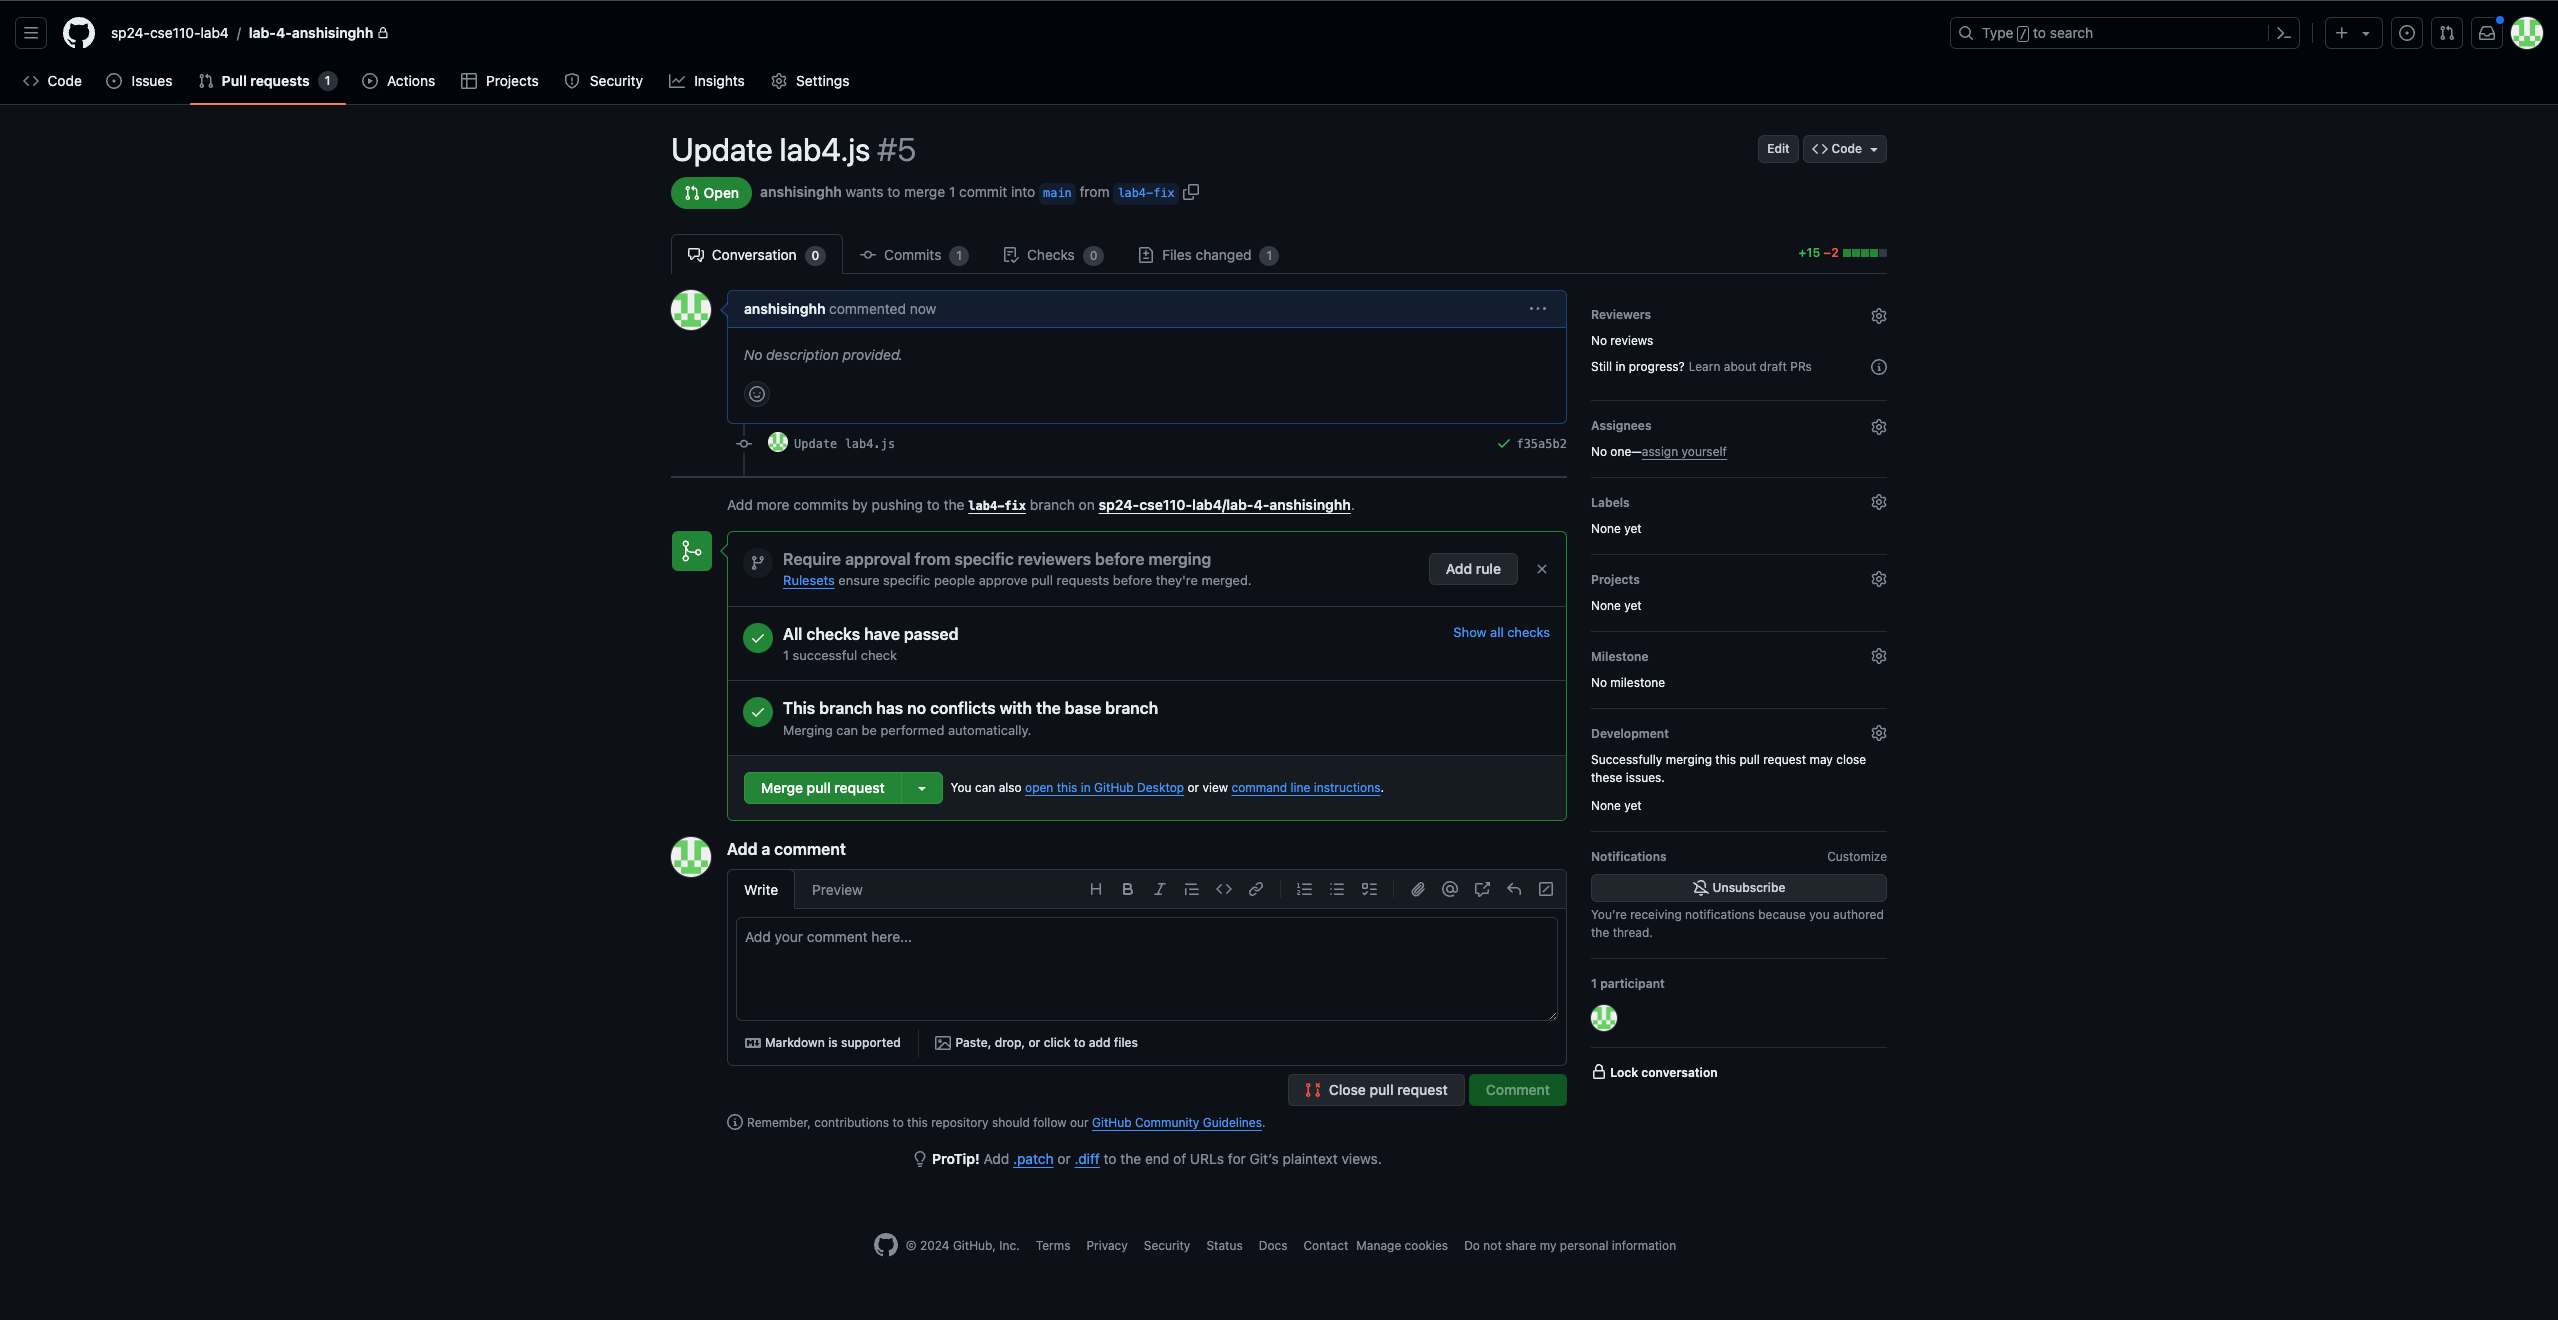 sp24-cse110-lab4 / lab-4-anshisinghh
Type / to search
Code Issues Pull requests 1 Actions Projects Security Insights Settings
Update lab4.js #5
Edit <> Code
Open anshisinghh wants to merge 1 commit into main from lab4-fix
Conversation 0 Commits 1 Checks 0 Files changed 1
+15 −2
anshisinghh commented now
No description provided.
Update lab4.js f35a5b2
Add more commits by pushing to the lab4-fix branch on sp24-cse110-lab4/lab-4-anshisinghh.
Require approval from specific reviewers before merging
Rulesets ensure specific people approve pull requests before they're merged.
Add rule
All checks have passed
1 successful check
Show all checks
This branch has no conflicts with the base branch
Merging can be performed automatically.
Merge pull request You can also open this in GitHub Desktop or view command line instructions.
Add a comment
Write Preview
Add your comment here...
Markdown is supported Paste, drop, or click to add files
Close pull request Comment
Remember, contributions to this repository should follow our GitHub Community Guidelines.
ProTip! Add .patch or .diff to the end of URLs for Git's plaintext views.
Reviewers
No reviews
Still in progress? Learn about draft PRs
Assignees
No one—assign yourself
Labels
None yet
Projects
None yet
Milestone
No milestone
Development
Successfully merging this pull request may close
these issues.
None yet
Notifications Customize
Unsubscribe
You're receiving notifications because you authored
the thread.
1 participant
Lock conversation
© 2024 GitHub, Inc. Terms Privacy Security Status Docs Contact Manage cookies Do not share my personal information